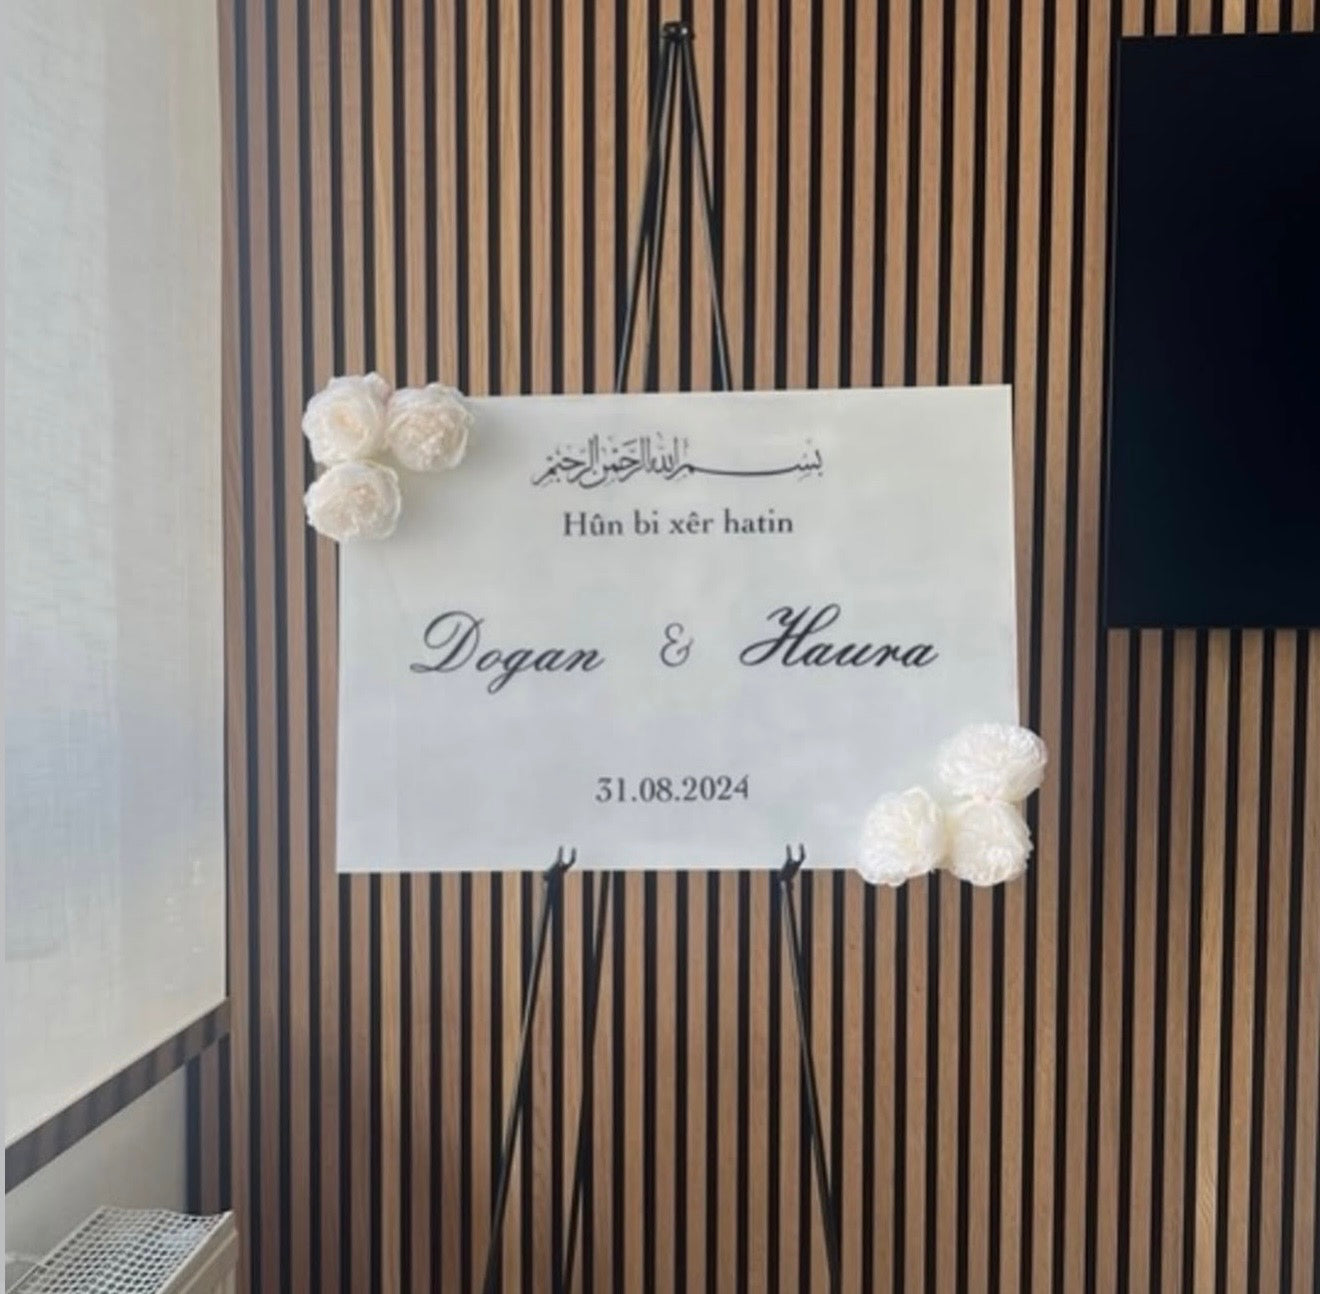 بسم الله الرحمن الرحيم
Hûn bi xêr hatin
Dogan & Haura
31.08.2024